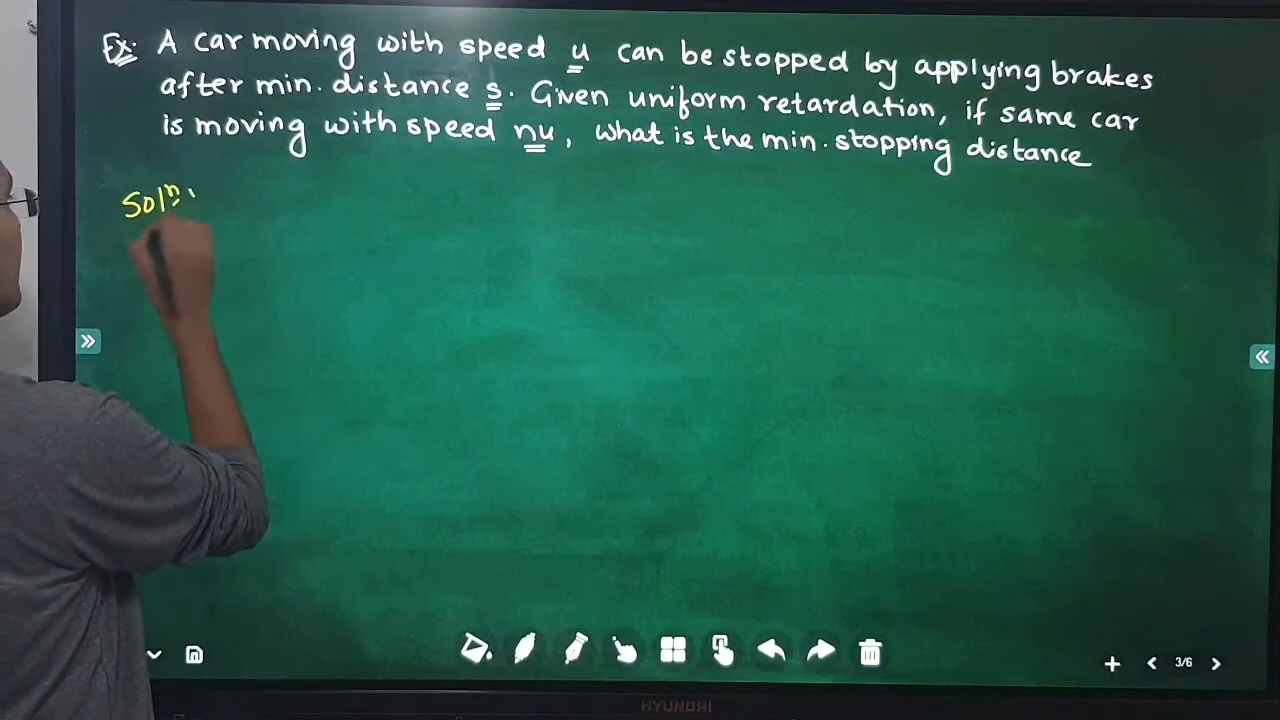 Ex: A car moving with speed u can be stopped by applying brakes
after min. distance s. Given uniform retardation, if same car
is moving with speed nu, what is the min. stopping distance
Solⁿ:
3/6
HYUNDAI